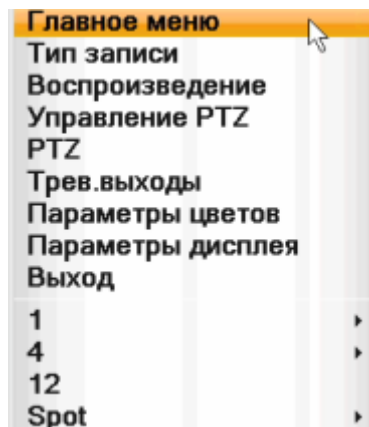 Главное меню
Тип записи
Воспроизведение
Управление PTZ
PTZ
Трев.выходы
Параметры цветов
Параметры дисплея
Выход
1
4
12
Spot